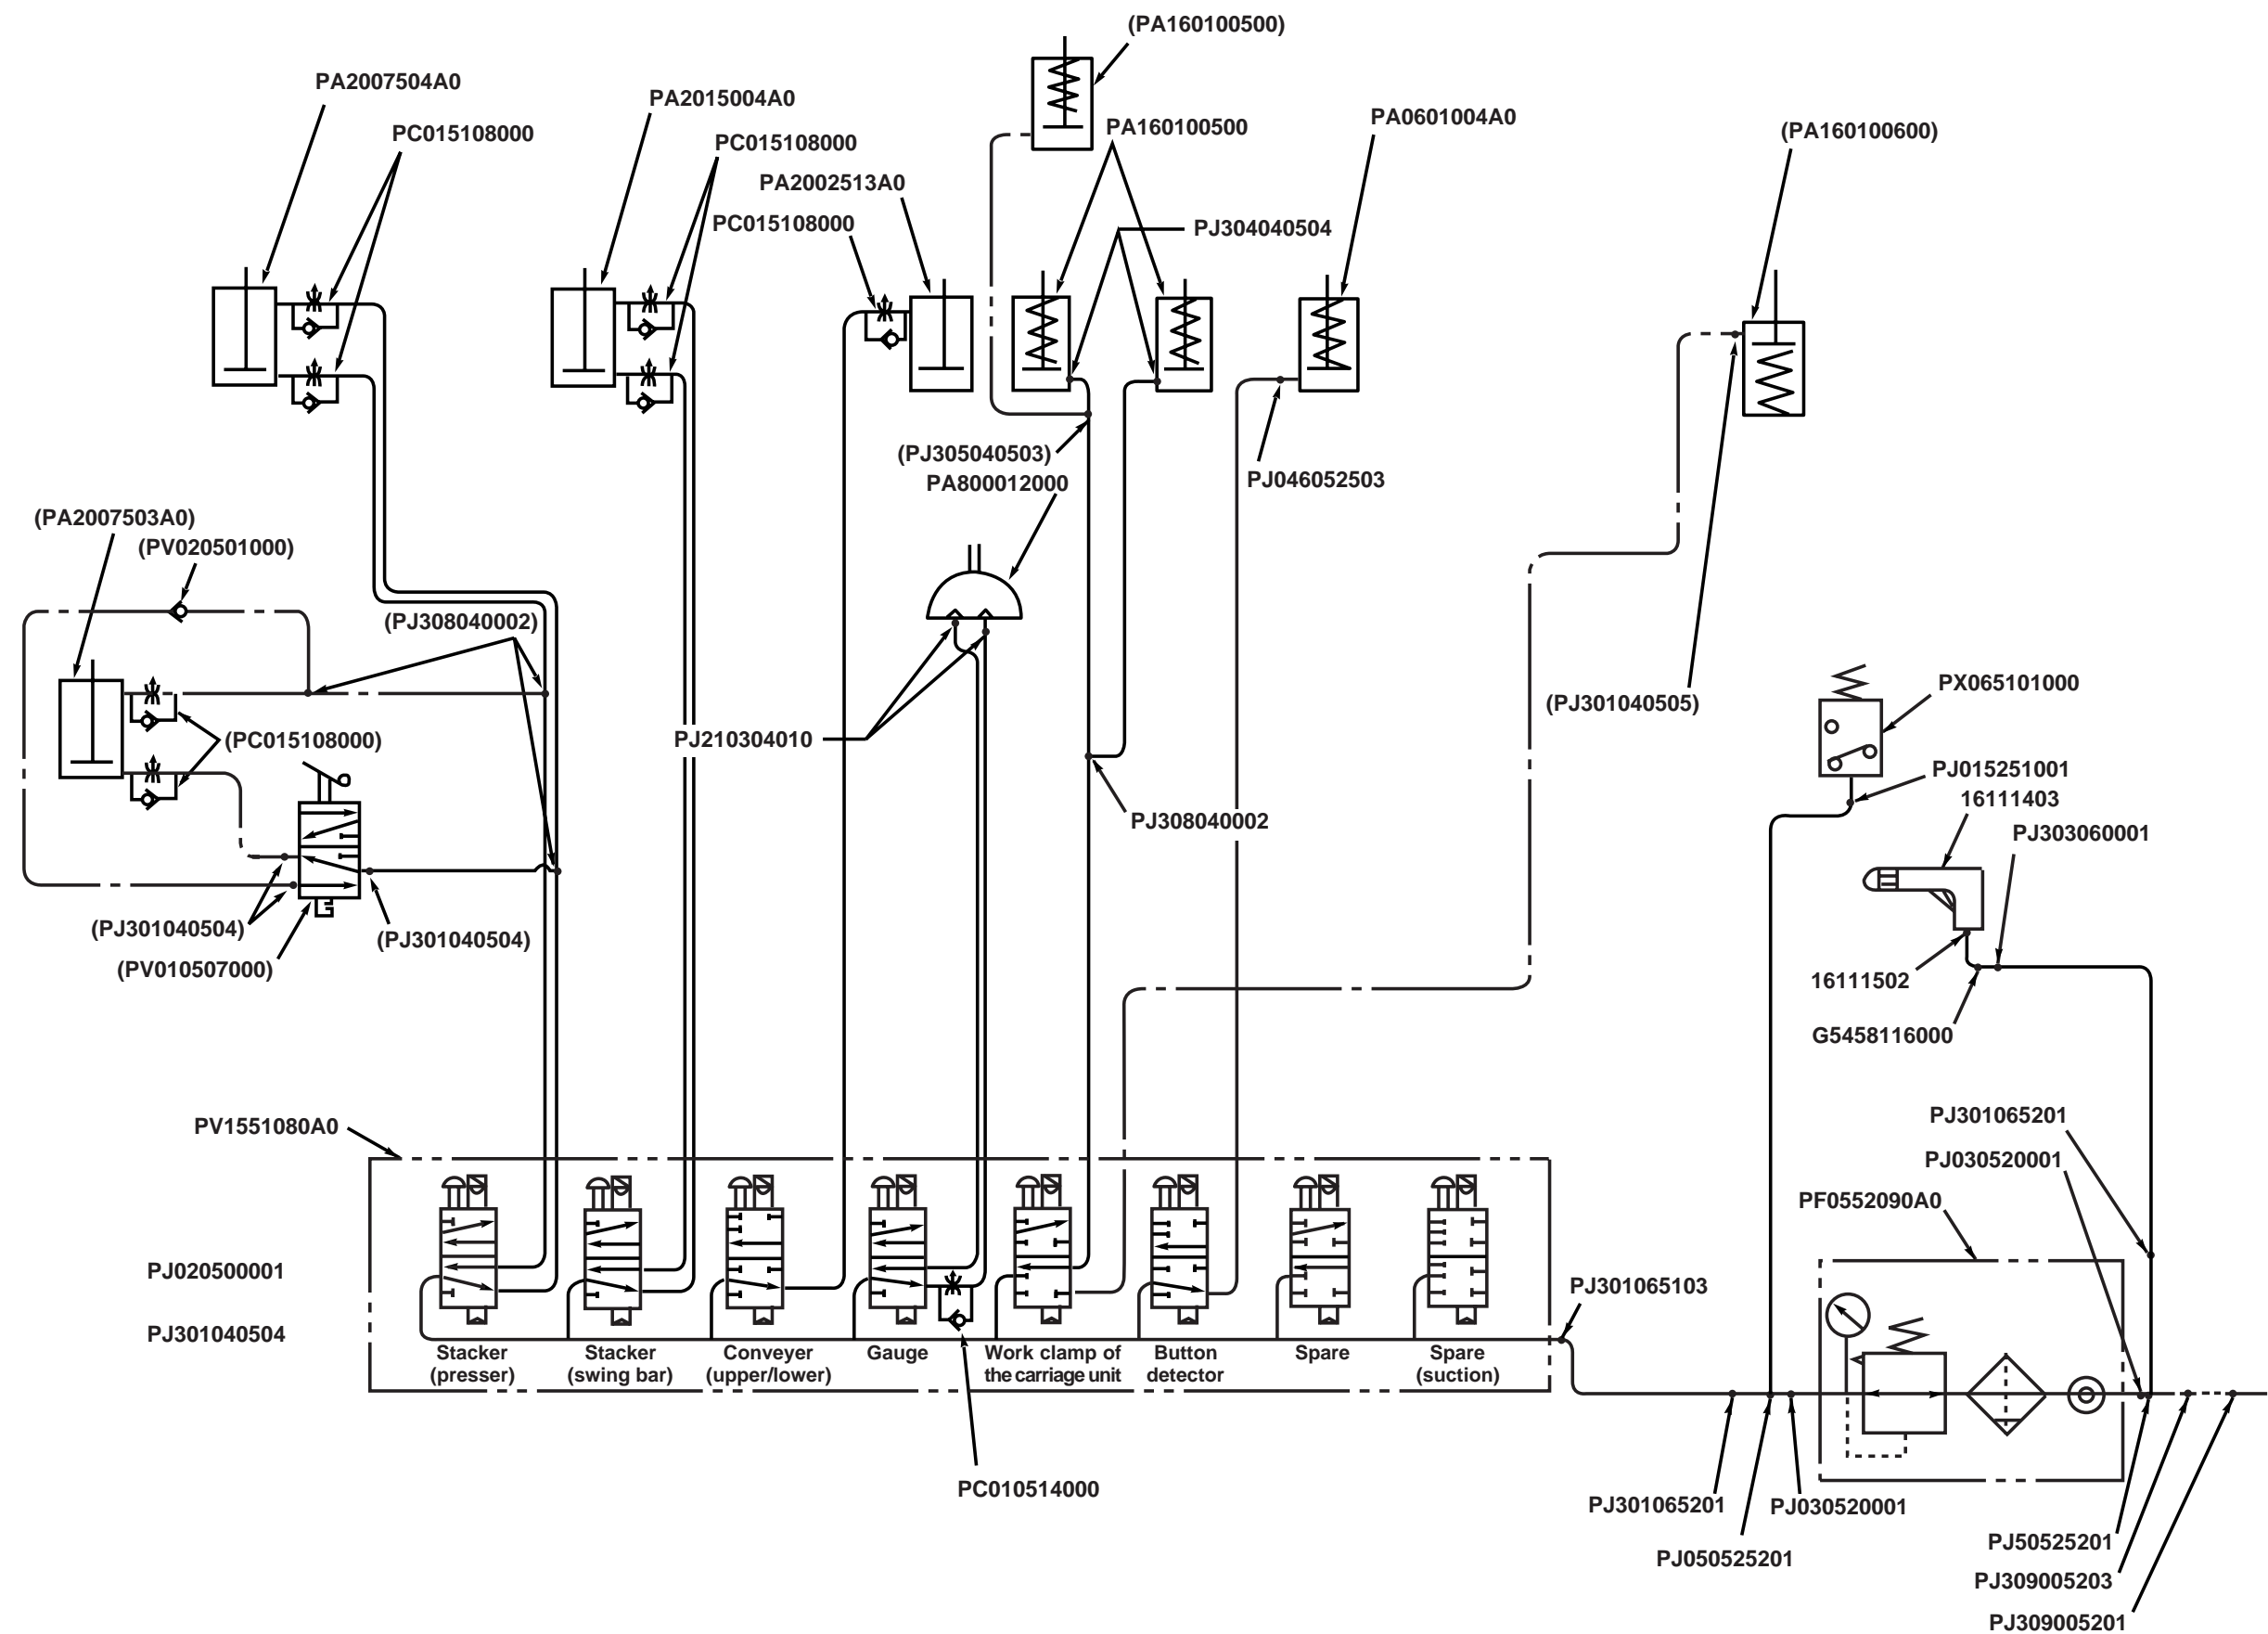 (PA160100500)
PA2007504A0
PA2015004A0
PC015108000
PC015108000
PA160100500
PA0601004A0
(PA160100600)
PA2002513A0
PC015108000
PJ304040504
(PJ305040503)
PA800012000
PJ046052503
(PA2007503A0)
(PV020501000)
(PJ308040002)
(PJ301040505)
PX065101000
(PC015108000)
PJ210304010
PJ015251001
16111403
PJ308040002
PJ303060001
(PJ301040504)
(PJ301040504)
(PV010507000)
16111502
G5458116000
PV1551080A0
PJ301065201
PJ030520001
PF0552090A0
PJ020500001
PJ301065103
PJ301040504
Stacker
(presser)
Stacker
(swing bar)
Conveyer
(upper/lower)
Gauge
Work clamp of
the carriage unit
Button
detector
Spare
Spare
(suction)
PC010514000
PJ301065201
PJ030520001
PJ050525201
PJ50525201
PJ309005203
PJ309005201